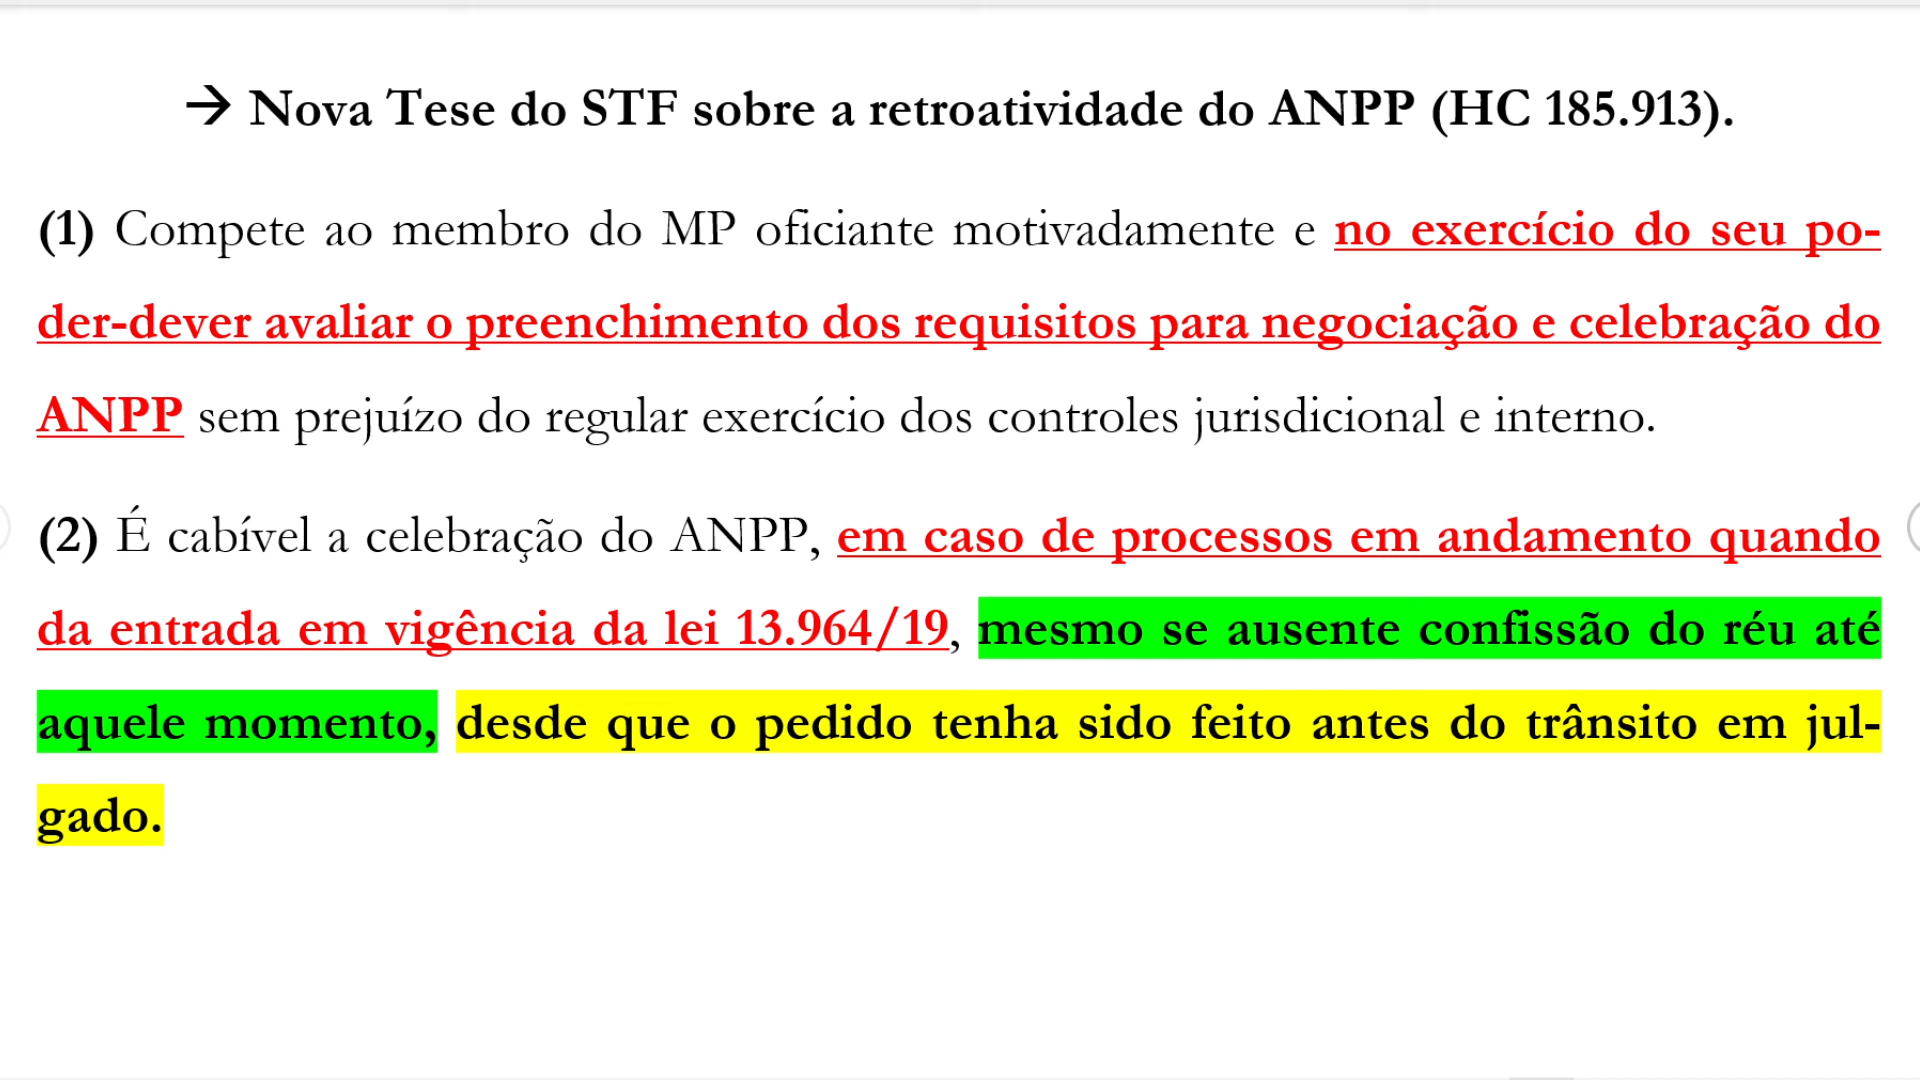 → Nova Tese do STF sobre a retroatividade do ANPP (HC 185.913).
(1) Compete ao membro do MP oficiante motivadamente e no exercício do seu po-
der-dever avaliar o preenchimento dos requisitos para negociação e celebração do
ANPP sem prejuízo do regular exercício dos controles jurisdicional e interno.
(2) É cabível a celebração do ANPP, em caso de processos em andamento quando
da entrada em vigência da lei 13.964/19, mesmo se ausente confissão do réu até
aquele momento, desde que o pedido tenha sido feito antes do trânsito em jul-
gado.